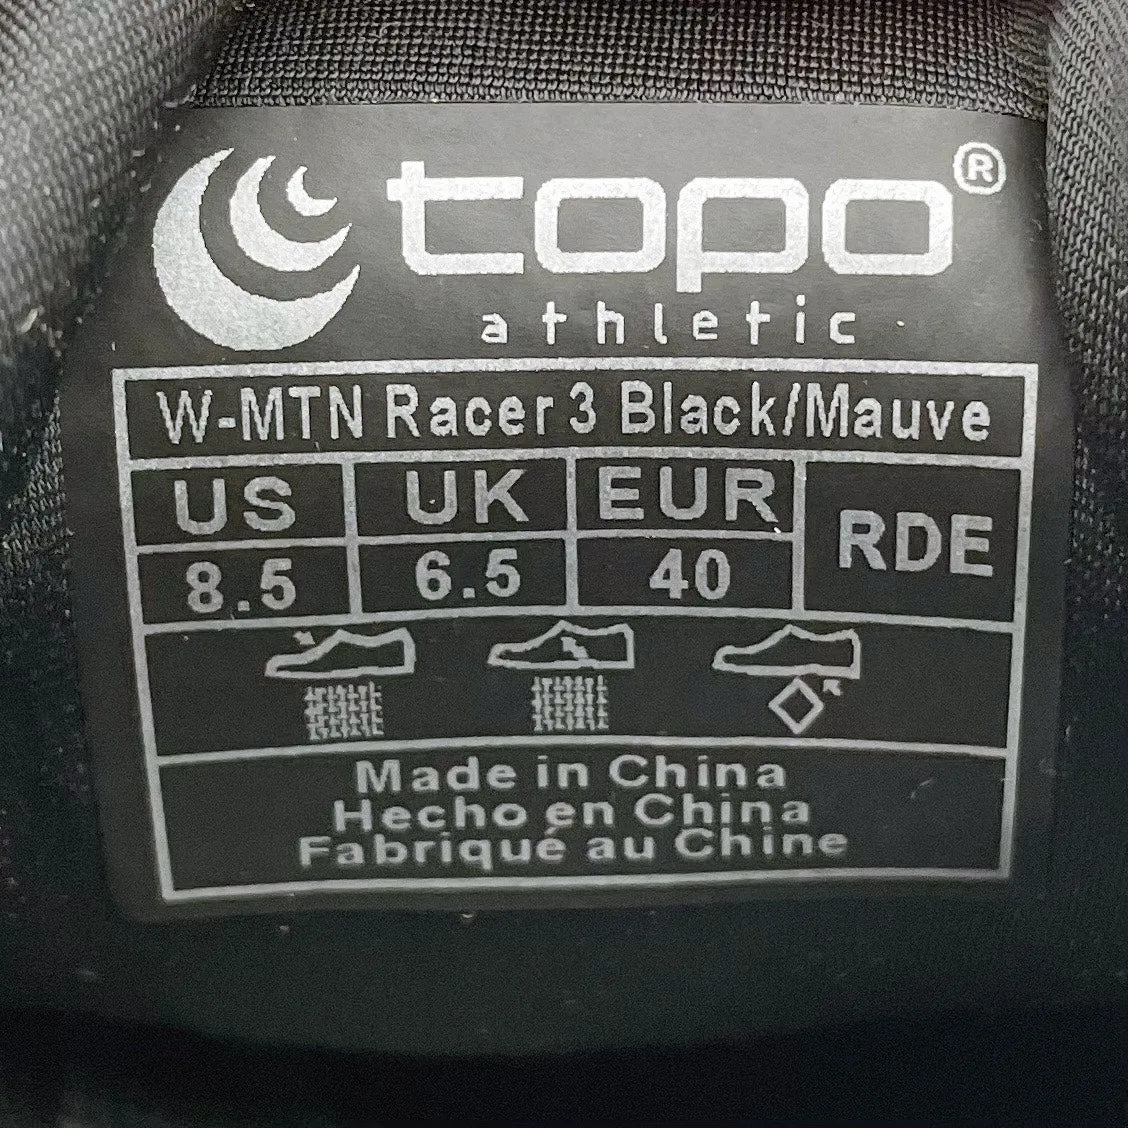 topo®
athletic
W-MTN Racer 3 Black/Mauve
US UK EUR RDE
8.5 6.5 40
Made in China
Hecho en China
Fabriqué au Chine